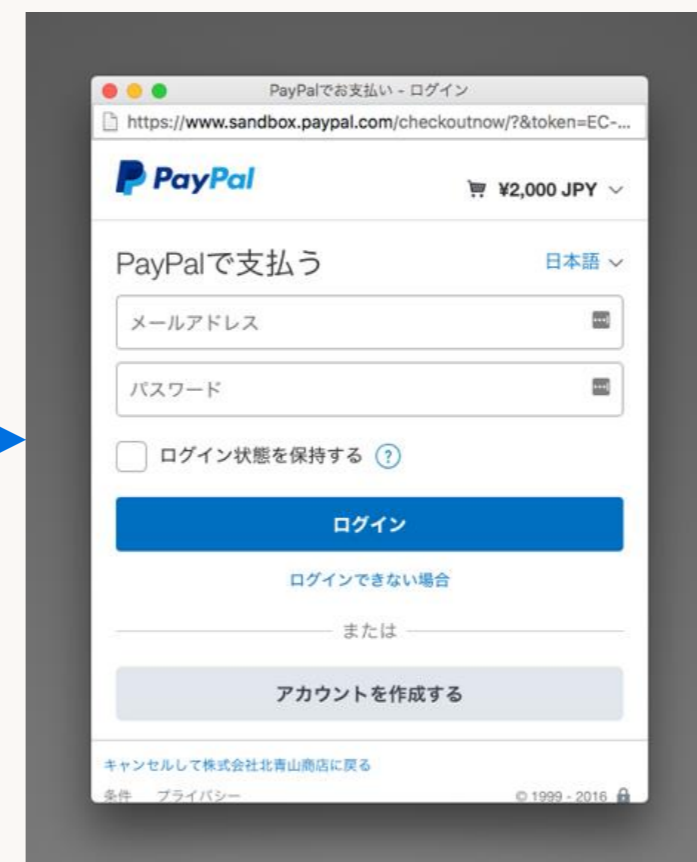 PayPalでお支払い - ログイン
https://www.sandbox.paypal.com/checkoutnow/?&token=EC-...
PayPal
¥2,000 JPY
PayPalで支払う
日本語
メールアドレス
パスワード
ログイン状態を保持する ?
ログイン
ログインできない場合
または
アカウントを作成する
キャンセルして株式会社北青山商店に戻る
条件 プライバシー © 1999 - 2016